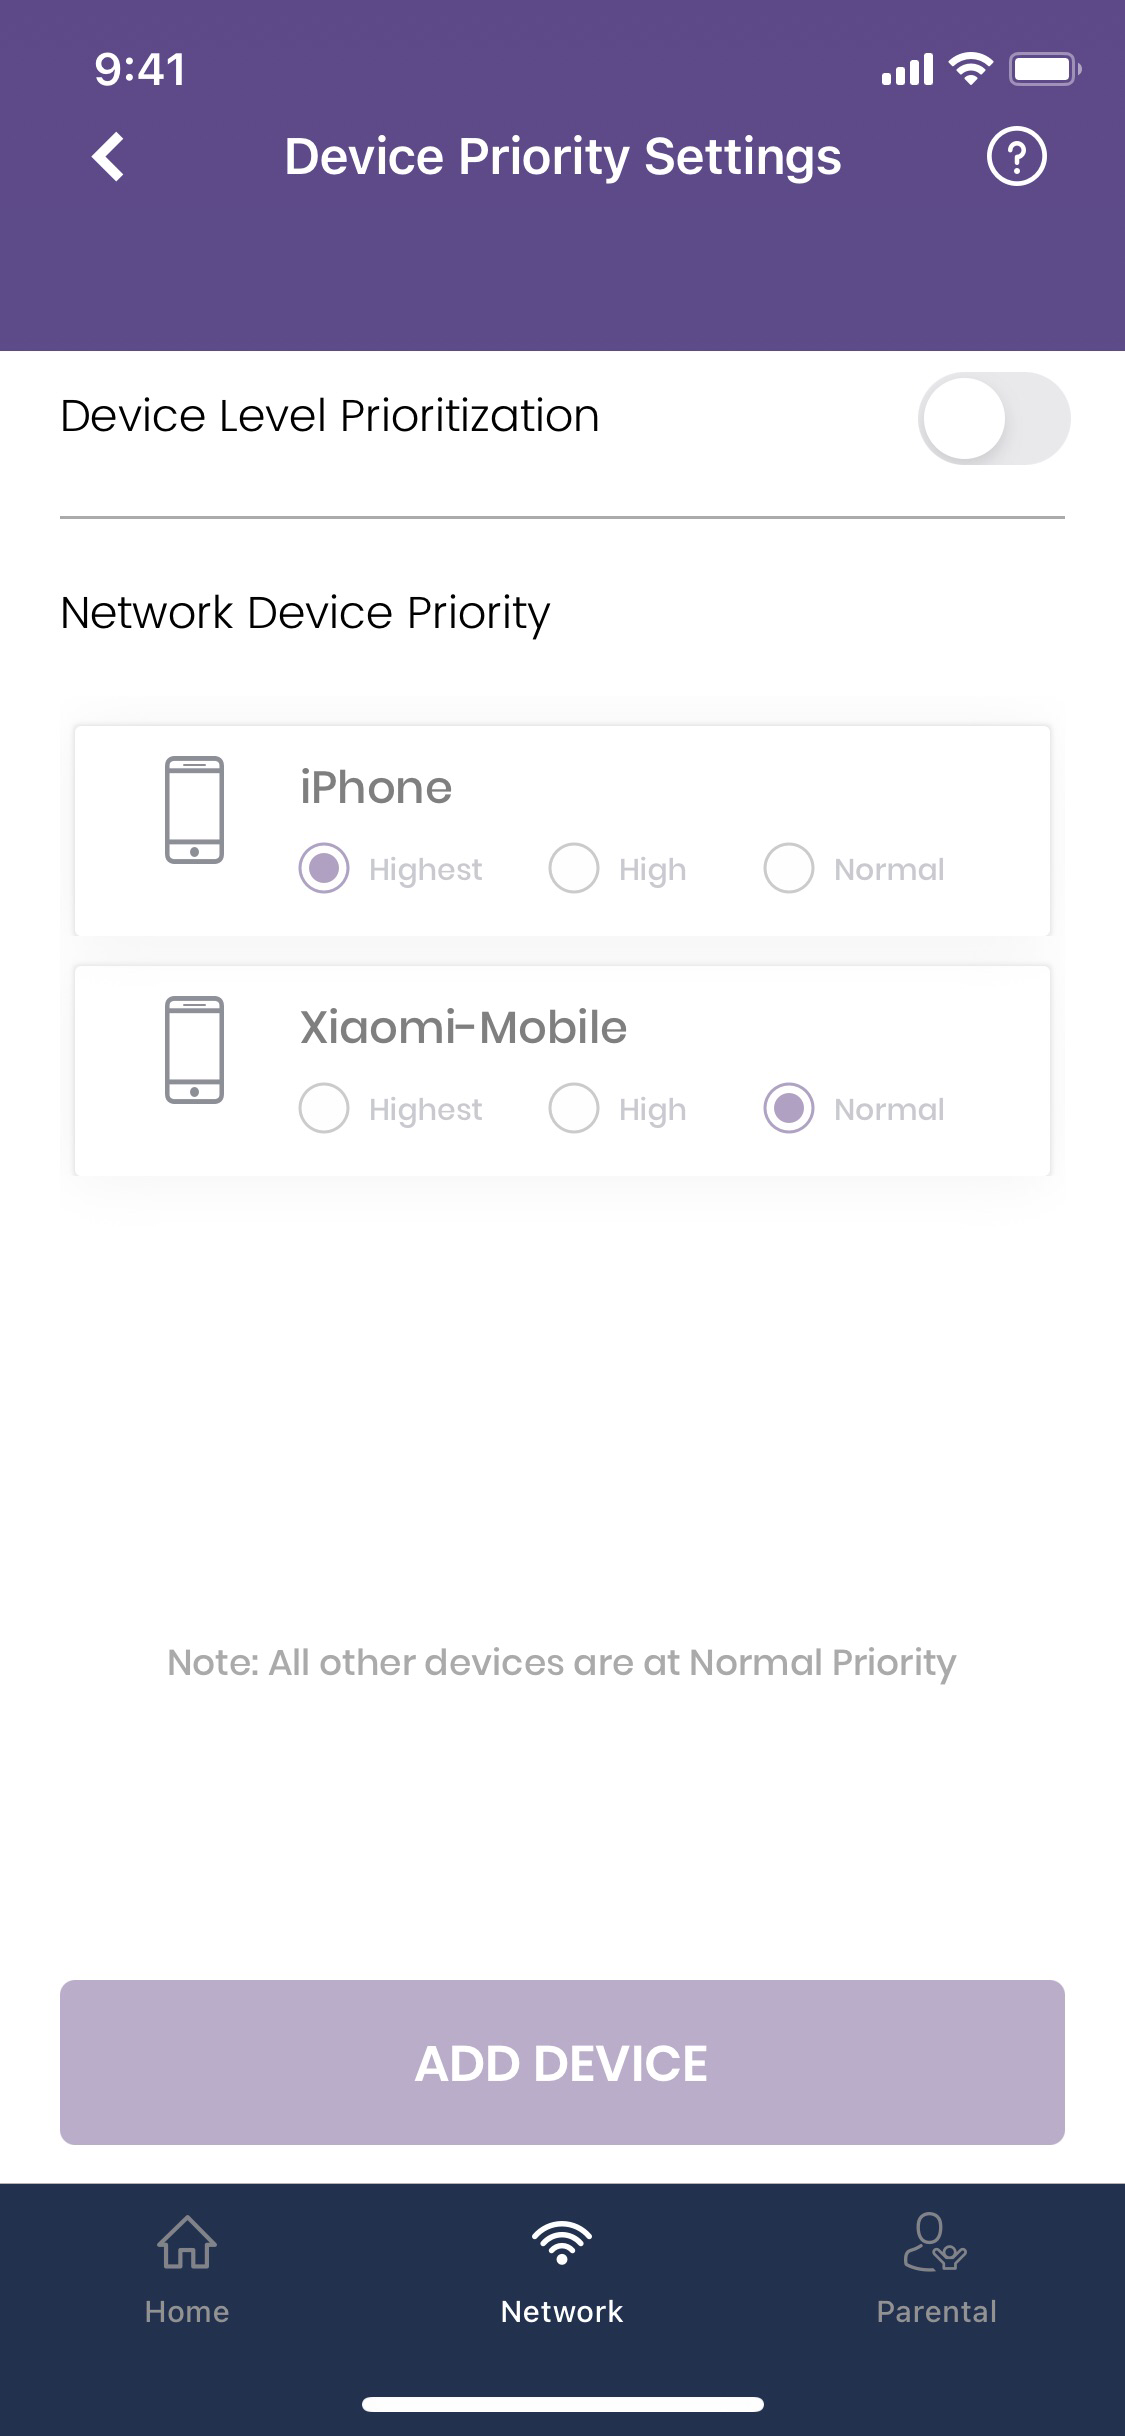 9:41
Device Priority Settings
Device Level Prioritization
Network Device Priority
iPhone
Highest High Normal
Xiaomi-Mobile
Highest High Normal
Note: All other devices are at Normal Priority
ADD DEVICE
Home Network Parental